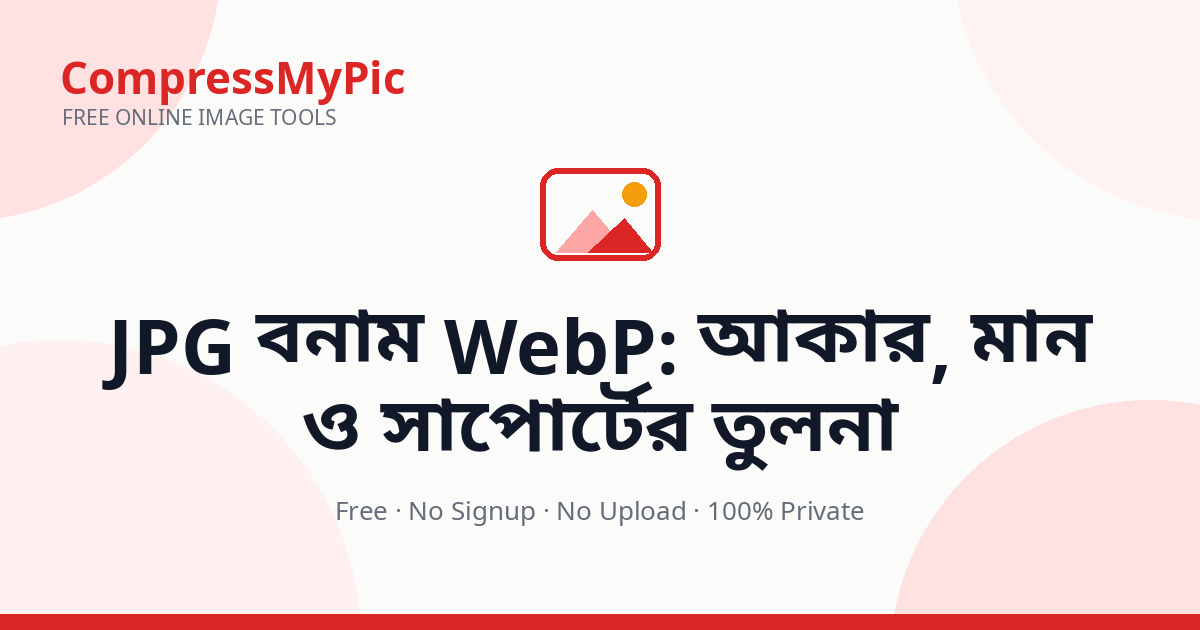 CompressMyPic
FREE ONLINE IMAGE TOOLS
JPG বনাম WebP: আকার, মান
ও সাপোর্টের তুলনা
Free · No Signup · No Upload · 100% Private